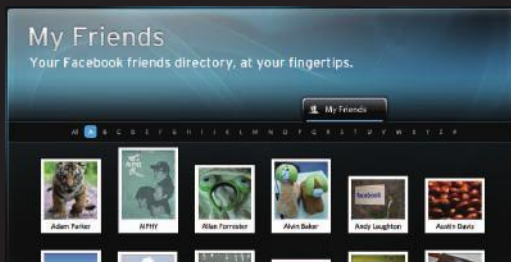 My Friends
Your Facebook friends directory, at your fingertips.
My Friends
All A B C D E F G H I J K L M N O P Q R S T U V W X Y Z #
facebook
Adam Parker
Allan Forrester
Alvin Baker
Andy Laughton
Austin Davis